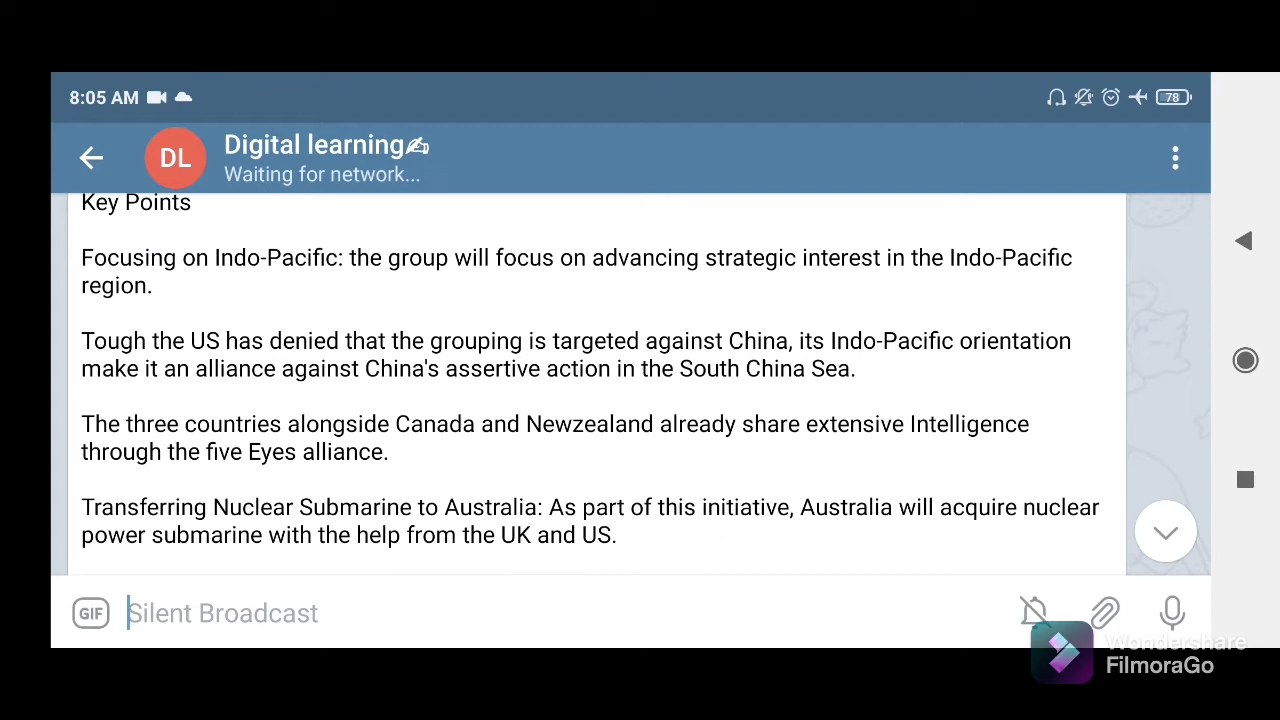 8:05 AM
78
DL
Digital learning✍
Waiting for network...
Key Points
Focusing on Indo-Pacific: the group will focus on advancing strategic interest in the Indo-Pacific
region.
Tough the US has denied that the grouping is targeted against China, its Indo-Pacific orientation
make it an alliance against China's assertive action in the South China Sea.
The three countries alongside Canada and Newzealand already share extensive Intelligence
through the five Eyes alliance.
Transferring Nuclear Submarine to Australia: As part of this initiative, Australia will acquire nuclear
power submarine with the help from the UK and US.
GIF
Silent Broadcast
Wondershare
FilmoraGo